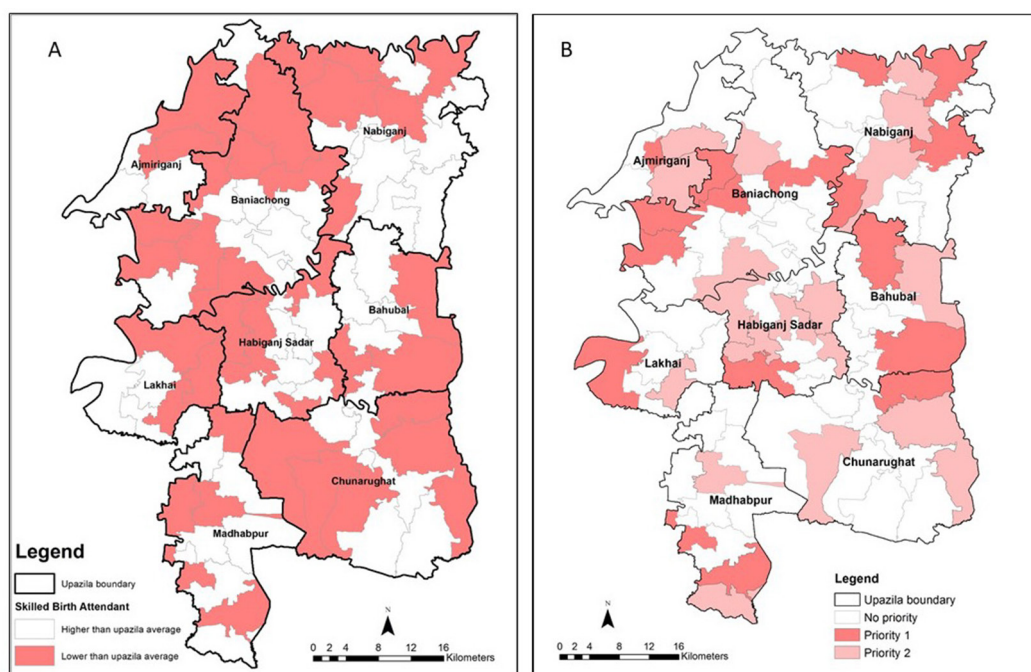 A
Nabiganj
Ajmiriganj
Baniachong
Bahubal
Habiganj Sadar
Lakhai
Chunarughat
Madhabpur
Legend
Upazila boundary
Skilled Birth Attendant
Higher than upazila average
Lower than upazila average
N
0 2 4 8 12 16
Kilometers
B
Nabiganj
Ajmiriganj
Baniachong
Bahubal
Habiganj Sadar
Lakhai
Chunarughat
Madhabpur
Legend
Upazila boundary
No priority
Priority 1
Priority 2
N
0 2 4 8 12 16
Kilometers